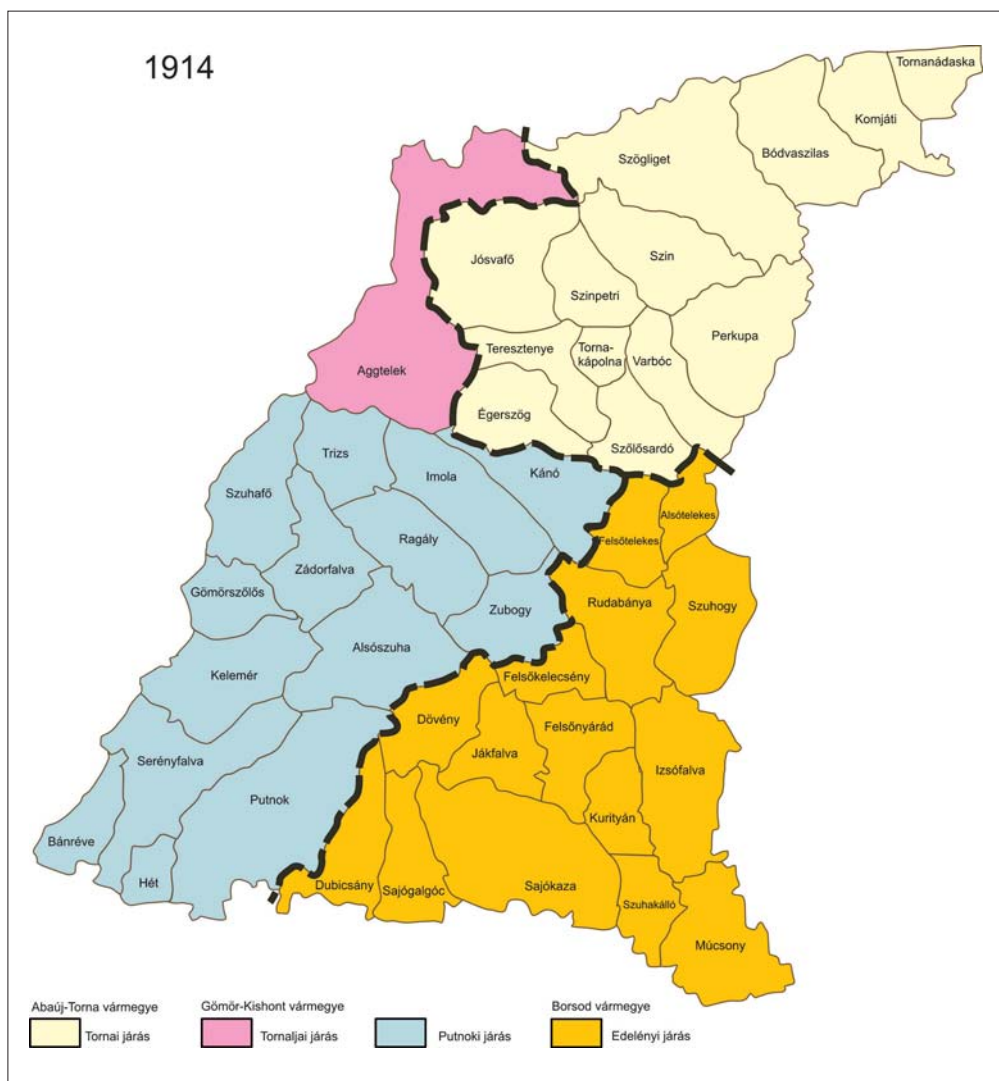 1914
Tornanádaska
Komjáti
Bódvaszilas
Szögliget
Jósvafő
Szin
Szinpetri
Perkupa
Teresztenye
Torna-
kápolna
Varbóc
Aggtelek
Égerszög
Szőlősardó
Trizs
Imola
Kánó
Szuhafő
Alsótelekes
Felsőtelekes
Ragály
Zádorfalva
Gömörszőlős
Zubogy
Rudabánya
Szuhogy
Alsószuha
Kelemér
Felsőkelecsény
Dövény
Felsőnyárád
Jákfalva
Serényfalva
Izsófalva
Putnok
Kurityán
Bánréve
Hét
Dubicsány
Sajógalgóc
Sajókaza
Szuhakálló
Múcsony
Abaúj-Torna vármegye
Gömör-Kishont vármegye
Borsod vármegye
Tornai járás
Tornaljai járás
Putnoki járás
Edelényi járás